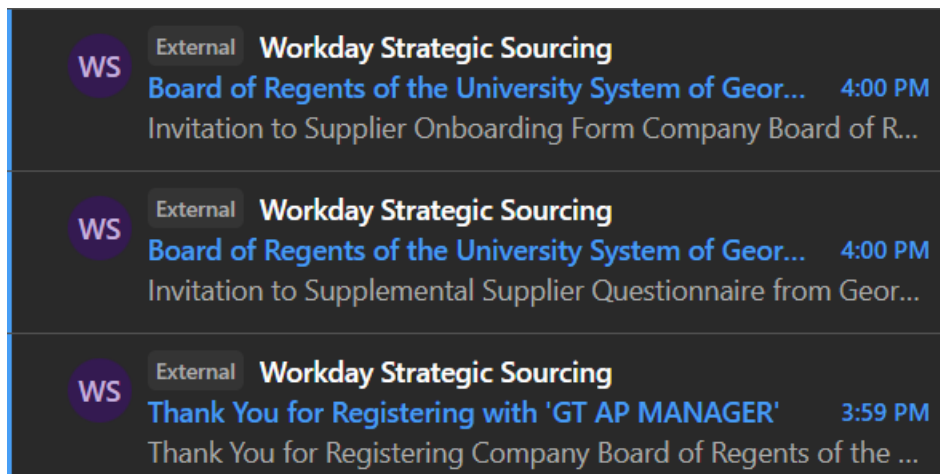 WS
External Workday Strategic Sourcing
Board of Regents of the University System of Geor... 4:00 PM
Invitation to Supplier Onboarding Form Company Board of R...
WS
External Workday Strategic Sourcing
Board of Regents of the University System of Geor... 4:00 PM
Invitation to Supplemental Supplier Questionnaire from Geor...
WS
External Workday Strategic Sourcing
Thank You for Registering with 'GT AP MANAGER' 3:59 PM
Thank You for Registering Company Board of Regents of the ...